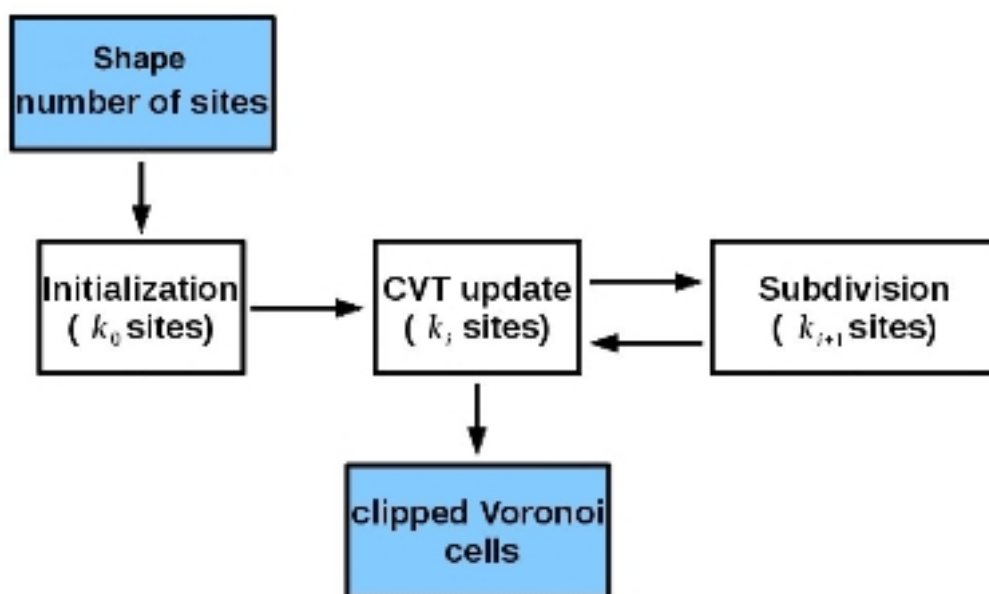 Shape
number of sites
Initialization
( k₀ sites)
CVT update
( kᵢ sites)
Subdivision
( kᵢ₊₁ sites)
clipped Voronoi
cells